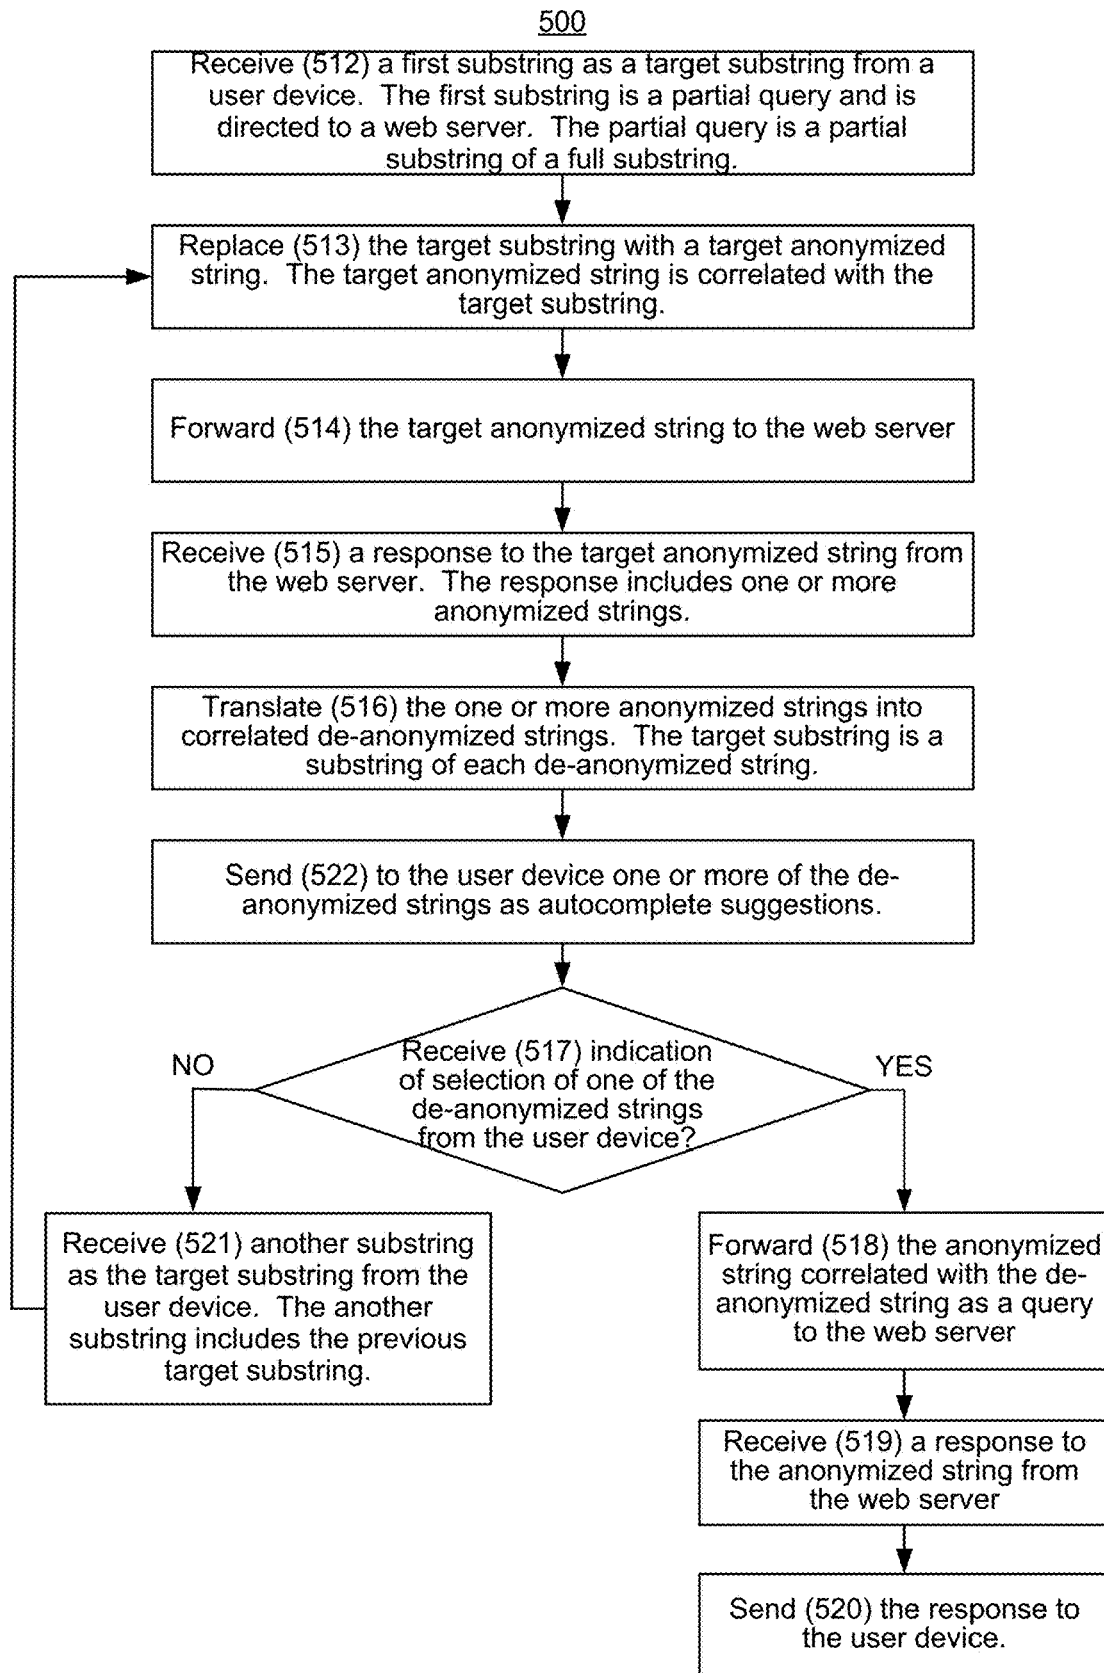 500
Receive (512) a first substring as a target substring from a
user device. The first substring is a partial query and is
directed to a web server. The partial query is a partial
substring of a full substring.
Replace (513) the target substring with a target anonymized
string. The target anonymized string is correlated with the
target substring.
Forward (514) the target anonymized string to the web server
Receive (515) a response to the target anonymized string from
the web server. The response includes one or more
anonymized strings.
Translate (516) the one or more anonymized strings into
correlated de-anonymized strings. The target substring is a
substring of each de-anonymized string.
Send (522) to the user device one or more of the de-
anonymized strings as autocomplete suggestions.
Receive (517) indication
of selection of one of the
de-anonymized strings
from the user device?
NO
YES
Receive (521) another substring
as the target substring from the
user device. The another
substring includes the previous
target substring.
Forward (518) the anonymized
string correlated with the de-
anonymized string as a query
to the web server
Receive (519) a response to
the anonymized string from
the web server
Send (520) the response to
the user device.